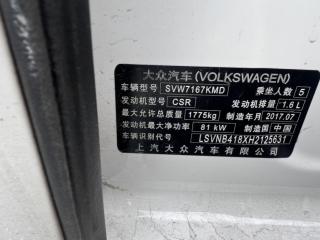 大众汽车(VOLKSWAGEN)
车辆型号 SVW7167KMD 乘坐人数 5
发动机型号 CSR 发动机排量 1.6 L
最大允许总质量 1775kg 制造年月 2017.07
发动机最大净功率 81 kW 制造国 中国
车辆识别代号 LSVNB418XH2125631
上汽大众汽车有限公司